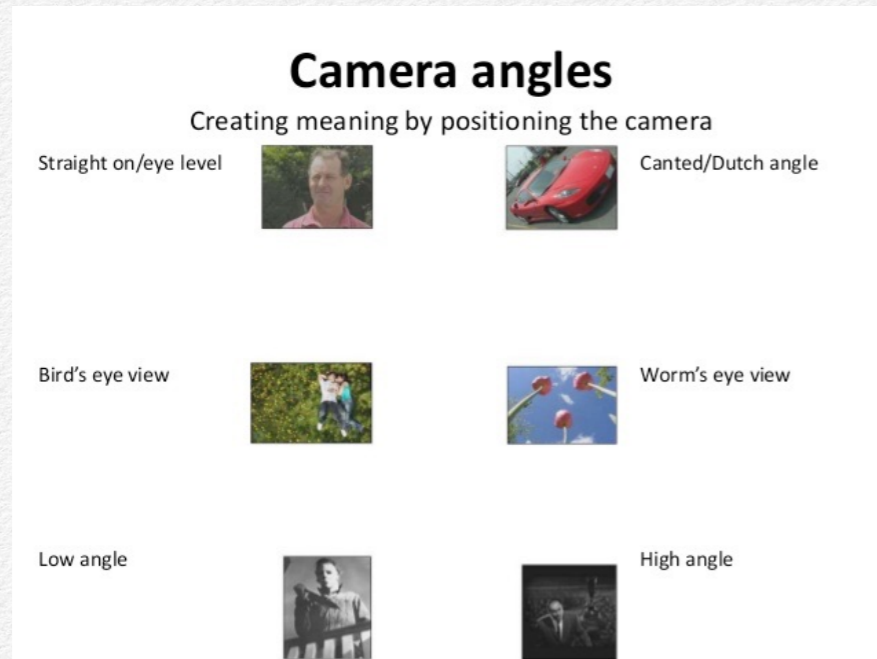 Camera angles
Creating meaning by positioning the camera
Straight on/eye level
Canted/Dutch angle
Bird's eye view
Worm's eye view
Low angle
High angle